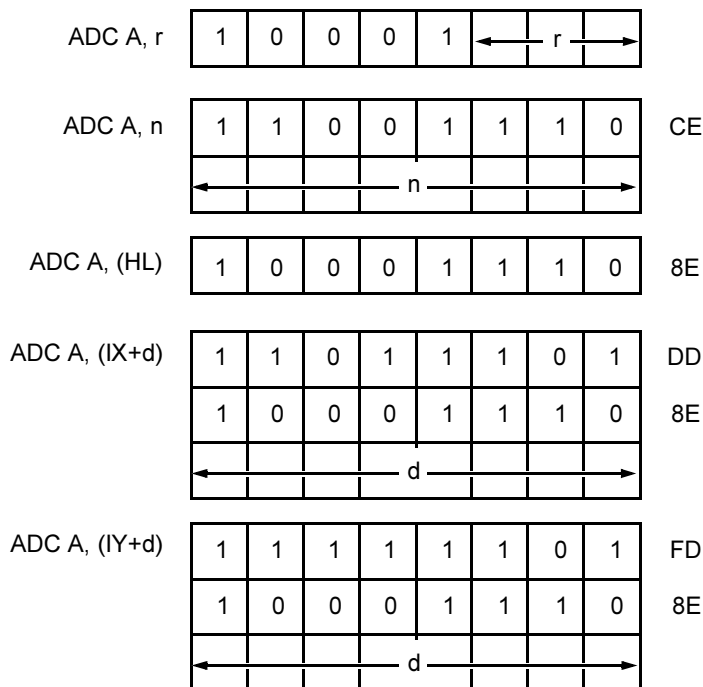 ADC A, r 1 0 0 0 1 r
ADC A, n 1 1 0 0 1 1 1 0 CE
n
ADC A, (HL) 1 0 0 0 1 1 1 0 8E
ADC A, (IX+d) 1 1 0 1 1 1 0 1 DD
1 0 0 0 1 1 1 0 8E
d
ADC A, (IY+d) 1 1 1 1 1 1 0 1 FD
1 0 0 0 1 1 1 0 8E
d